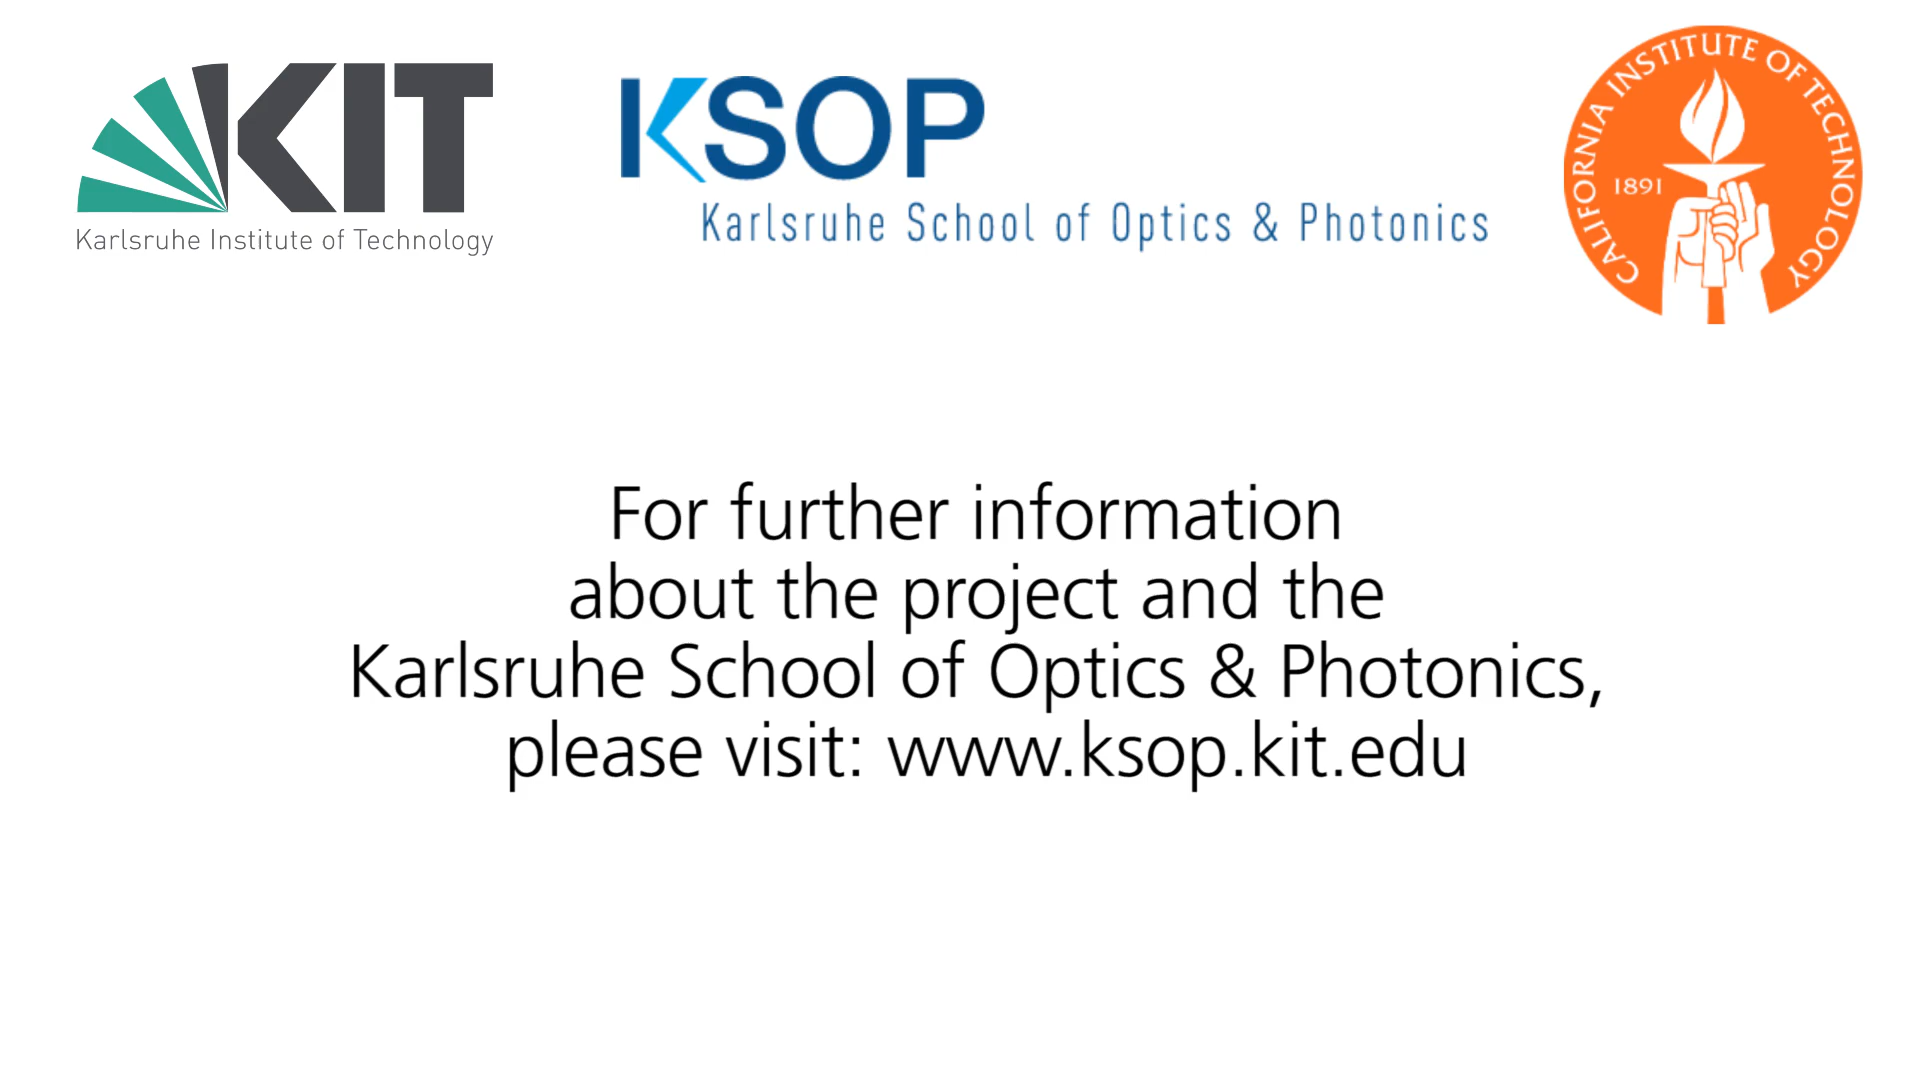 KIT
Karlsruhe Institute of Technology
KSOP
Karlsruhe School of Optics & Photonics
CALIFORNIA INSTITUTE OF TECHNOLOGY
1891
For further information
about the project and the
Karlsruhe School of Optics & Photonics,
please visit: www.ksop.kit.edu